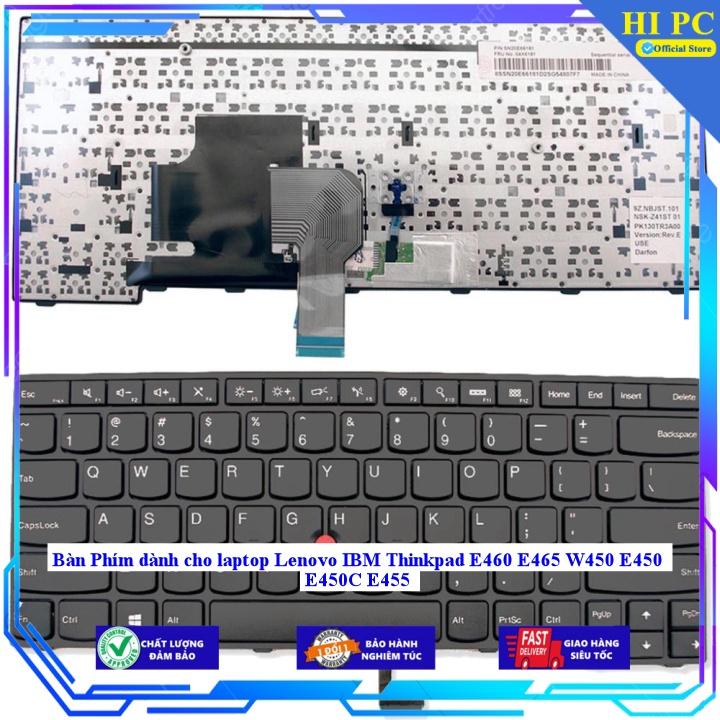 HI PC
Official Store
P/N SN20E66181
FRU No. 04X6181
Sequential serial
8SSN20E66181D2SG54807F7
MADE IN CHINA
9Z.NBJST.101
NSK-Z41ST 01
PK130TR3A00
Version:Rev.E
USE
Darfon
Esc F1 F2 F3 F4 F5 F6 F7 F8 F9 F10 F11 F12 Home End Insert Delete
~ ! @ # $ % ^ & * ( ) _ +
` 1 2 3 4 5 6 7 8 9 0 - = Backspace
Tab Q W E R T Y U I O P { } |
[ ] \
CapsLock A S D F
Bàn Phím dành cho laptop Lenovo IBM Thinkpad E460 E465 W450 E450
E450C E455
Shift Shift
Fn Ctrl Alt Alt PrtSc Ctrl PgUp PgDn
CHẤT LƯỢNG
ĐẢM BẢO
WARRANTY
1 ĐỔI 1
WARRANTY
BẢO HÀNH
NGHIÊM TÚC
FAST
DELIVERY
GIAO HÀNG
SIÊU TỐC